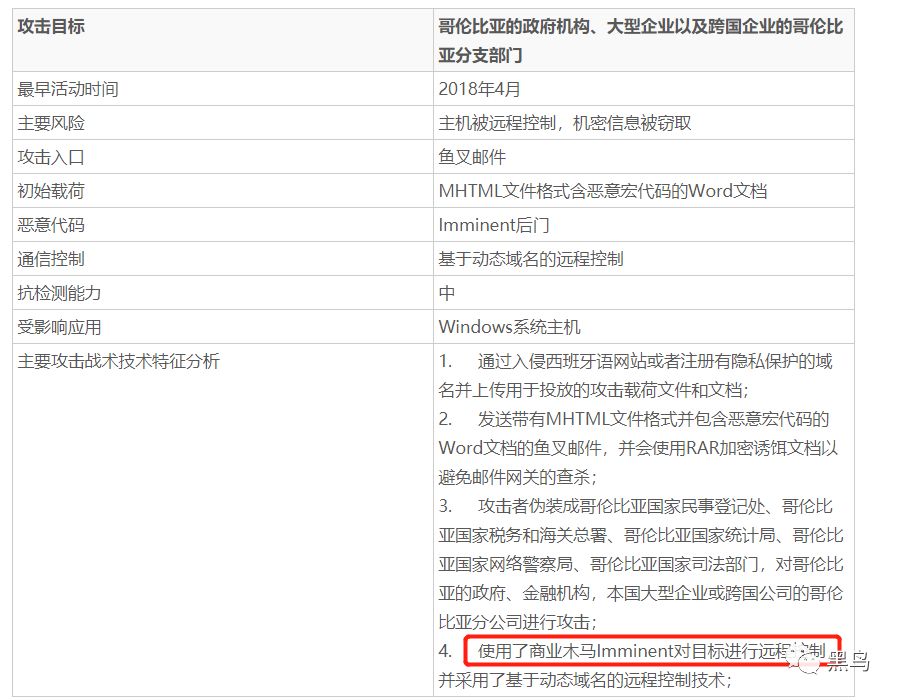 攻击目标
哥伦比亚的政府机构、大型企业以及跨国企业的哥伦比
亚分支部门
最早活动时间
2018年4月
主要风险
主机被远程控制，机密信息被窃取
攻击入口
鱼叉邮件
初始载荷
MHTML文件格式含恶意宏代码的Word文档
恶意代码
Imminent后门
通信控制
基于动态域名的远程控制
抗检测能力
中
受影响应用
Windows系统主机
主要攻击战术技术特征分析
1. 通过入侵西班牙语网站或者注册有隐私保护的域
名并上传用于投放的攻击载荷文件和文档；
2. 发送带有MHTML文件格式并包含恶意宏代码的
Word文档的鱼叉邮件，并会使用RAR加密诱饵文档以
避免邮件网关的查杀；
3. 攻击者伪装成哥伦比亚国家民事登记处、哥伦比
亚国家税务和海关总署、哥伦比亚国家统计局、哥伦比
亚国家网络警察局、哥伦比亚国家司法部门，对哥伦比
亚的政府、金融机构，本国大型企业或跨国公司的哥伦
比亚分公司进行攻击；
4. 使用了商业木马Imminent对目标进行远程控制
并采用了基于动态域名的远程控制技术；
黑鸟